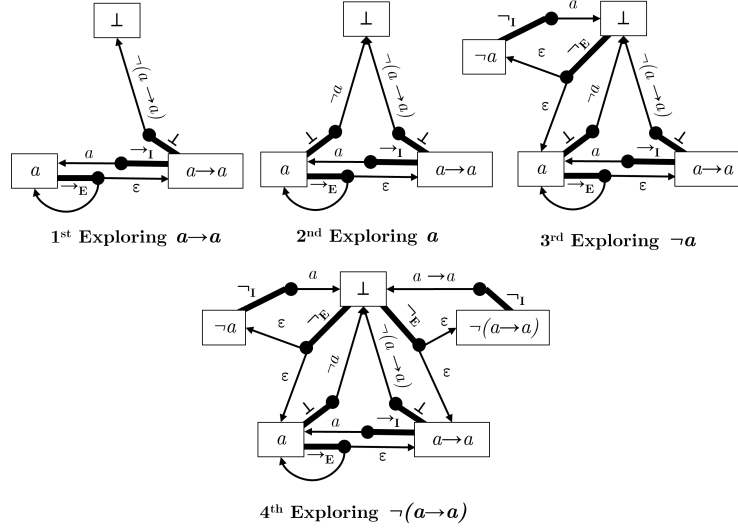 ⊥
¬(a → a)
⊥
a
→I
a
a→a
→E
ε
1st Exploring a→a
⊥
¬a
¬(a → a)
⊥
⊥
a
→I
a
a→a
→E
ε
2nd Exploring a
¬I
a
⊥
¬a
ε
¬E
ε
¬a
¬(a → a)
⊥
⊥
a
→I
a
a→a
→E
ε
3rd Exploring ¬a
¬I
a
⊥
a → a
¬I
¬a
ε
¬E
¬E
ε
¬(a→a)
ε
¬a
¬(a → a)
ε
⊥
⊥
a
→I
a
a→a
→E
ε
4th Exploring ¬(a→a)